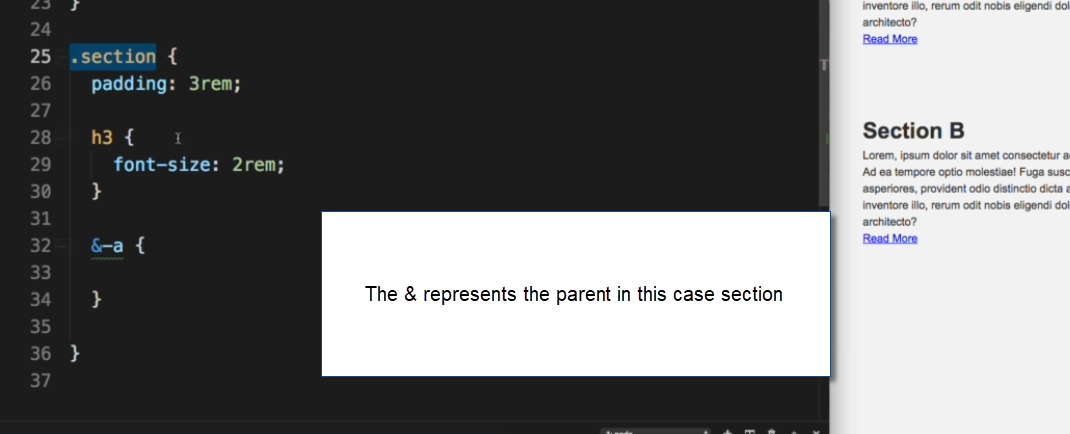 23 }
24
25 .section {
26 padding: 3rem;
27
28 h3 {
29 font-size: 2rem;
30 }
31
32 &-a {
33
34 }
35
36 }
37
The & represents the parent in this case section
inventore illo, rerum odit nobis eligendi dol
architecto?
Read More
Section B
Lorem, ipsum dolor sit amet consectetur a
Ad ea tempore optio molestiae! Fuga susc
asperiores, provident odio distinctio dicta a
inventore illo, rerum odit nobis eligendi dol
architecto?
Read More